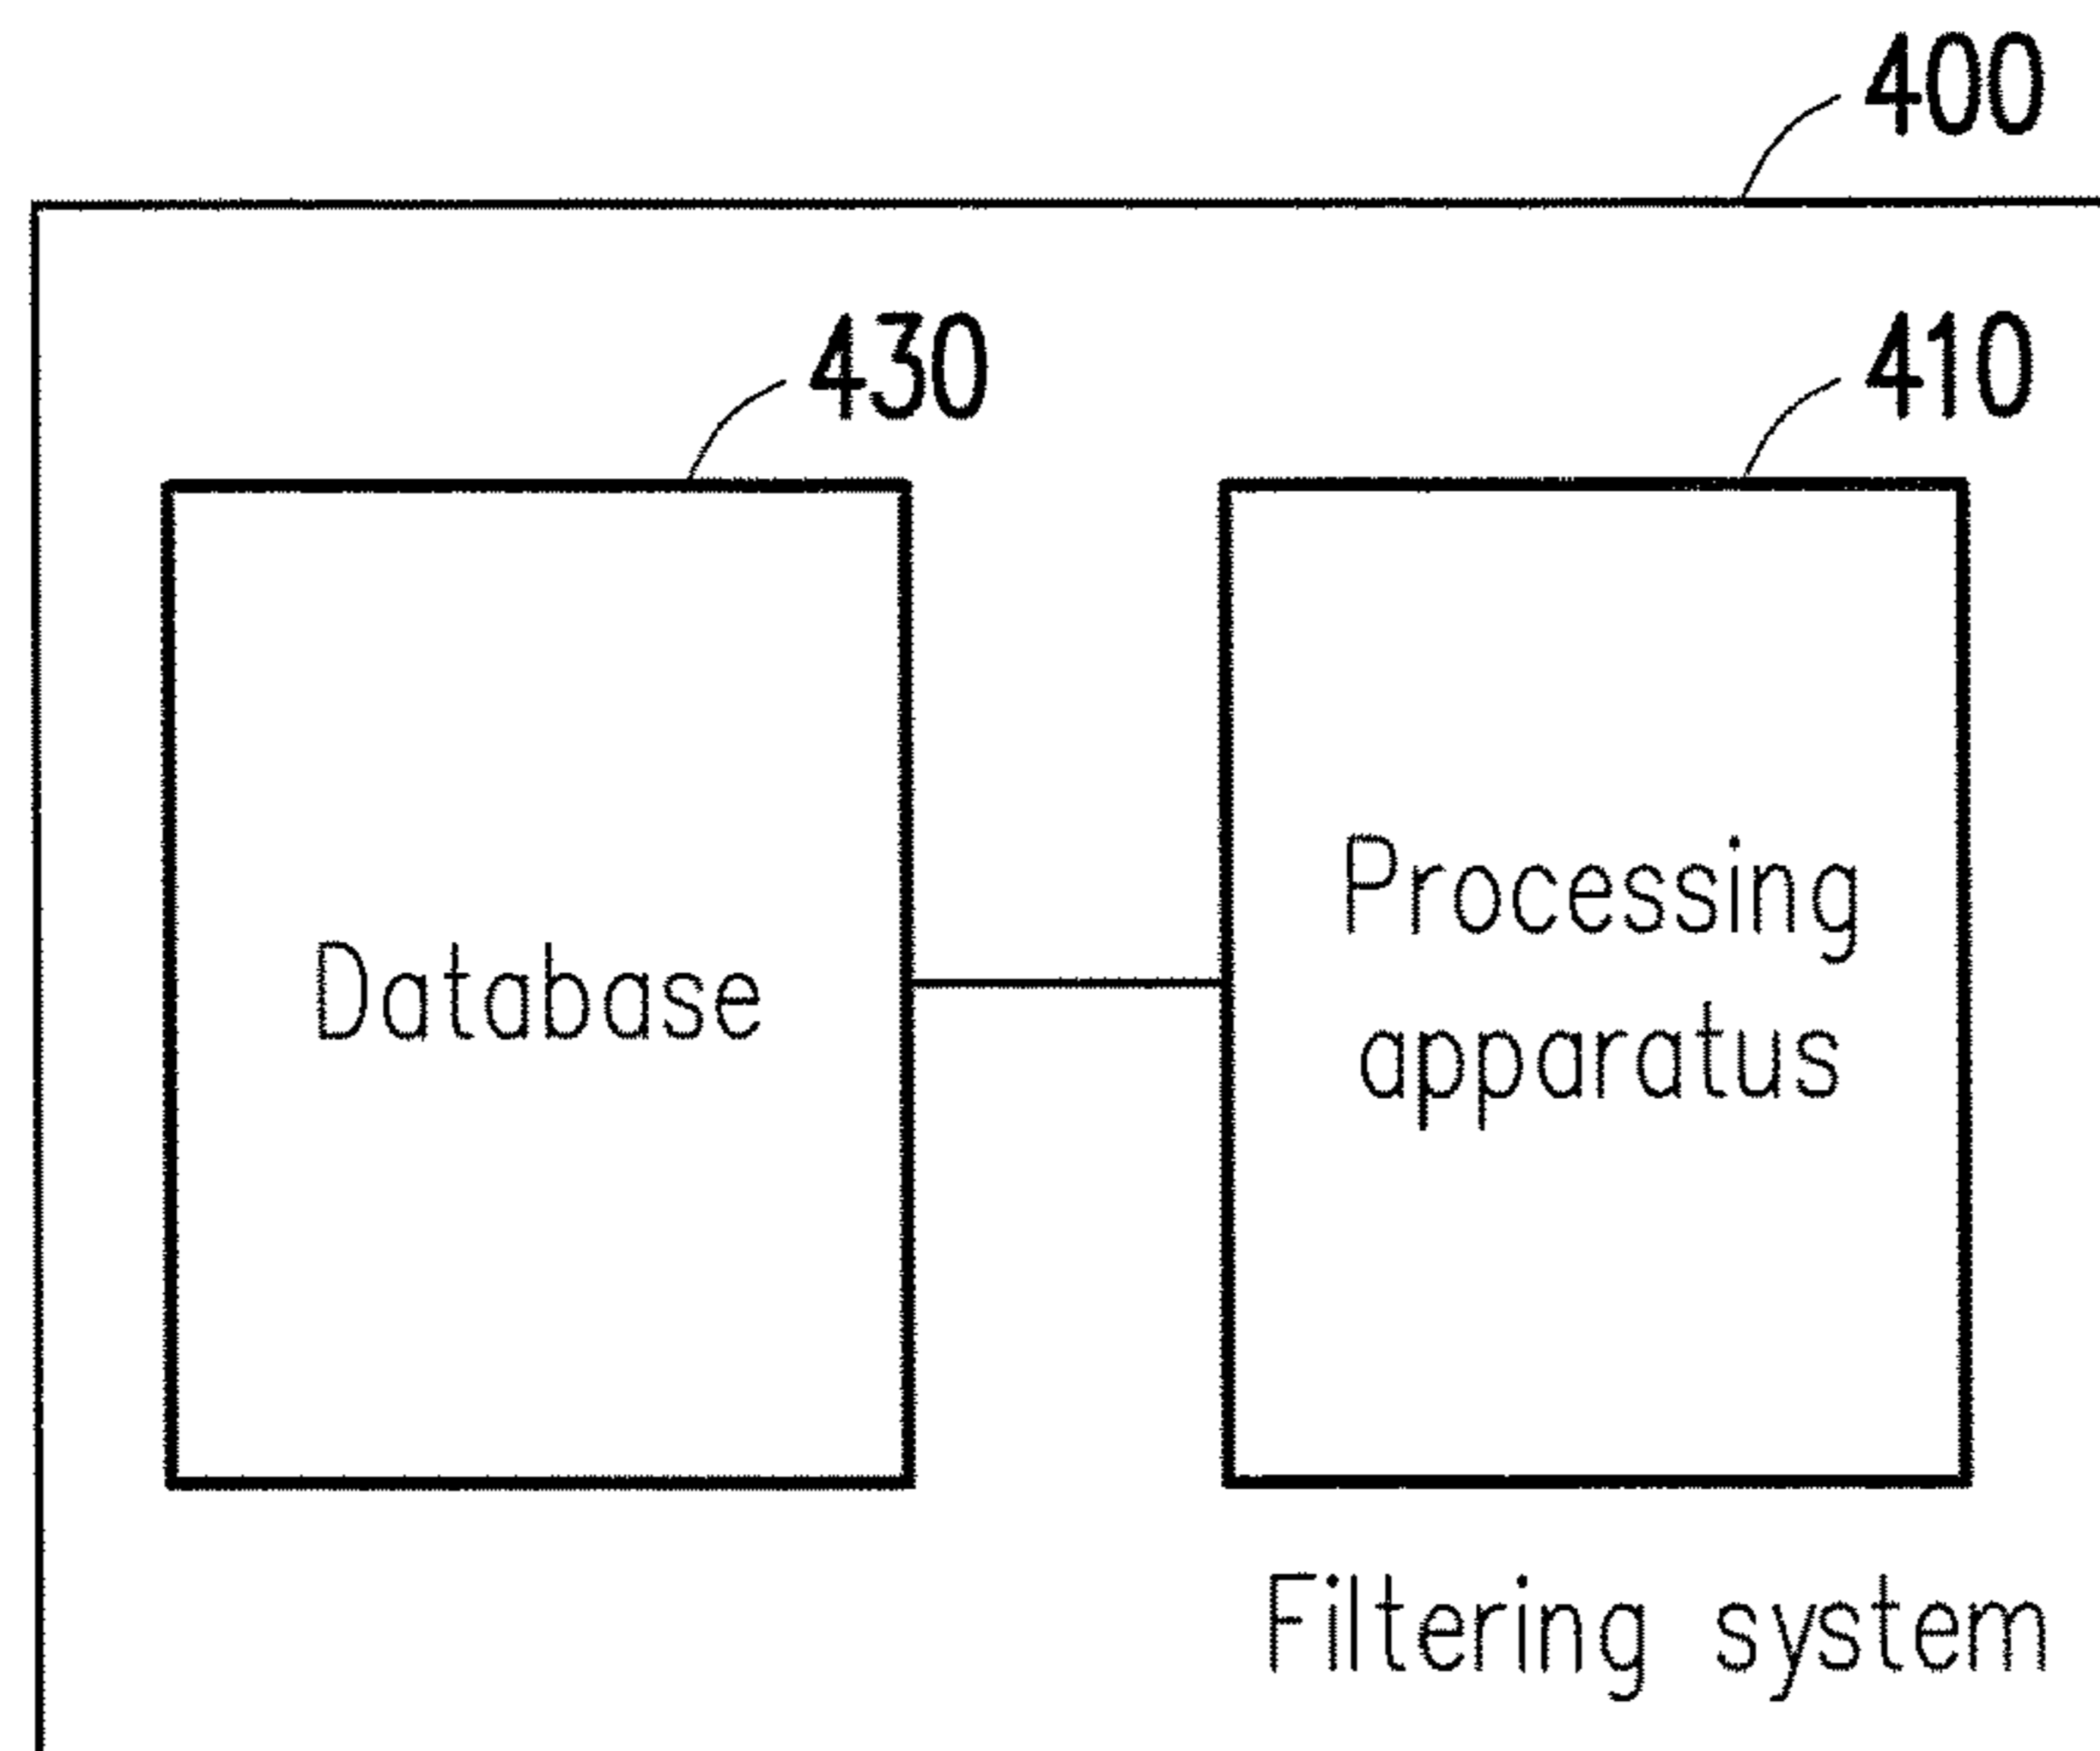 400
430
410
Database
Processing
apparatus
Filtering system